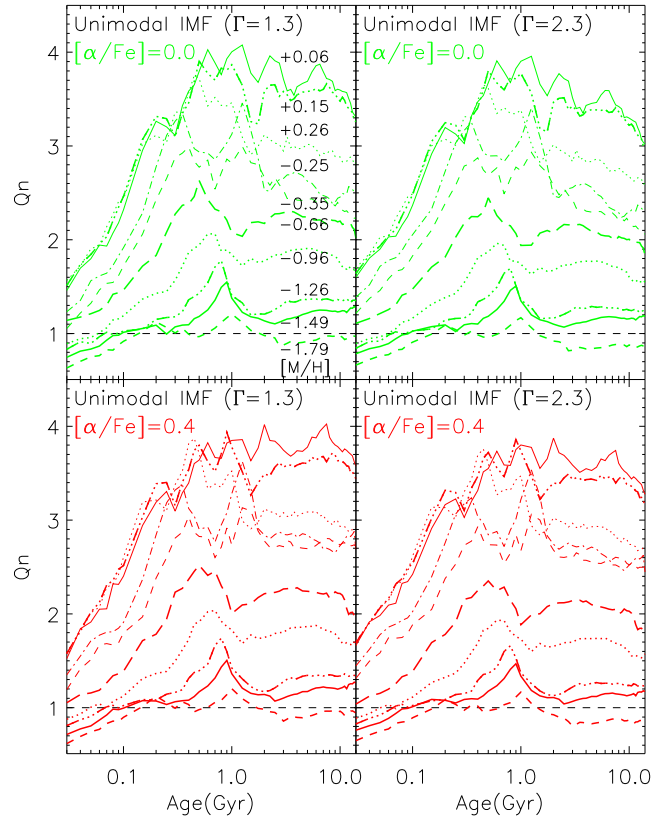 Unimodal IMF (Γ=1.3)
[α/Fe]=0.0
+0.06
+0.15
+0.26
−0.25
−0.35
−0.66
−0.96
−1.26
−1.49
−1.79
[M/H]
Unimodal IMF (Γ=2.3)
[α/Fe]=0.0
Qn
4
3
2
1
Unimodal IMF (Γ=1.3)
[α/Fe]=0.4
Unimodal IMF (Γ=2.3)
[α/Fe]=0.4
Qn
4
3
2
1
0.1 1.0 10.0
Age(Gyr)
0.1 1.0 10.0
Age(Gyr)